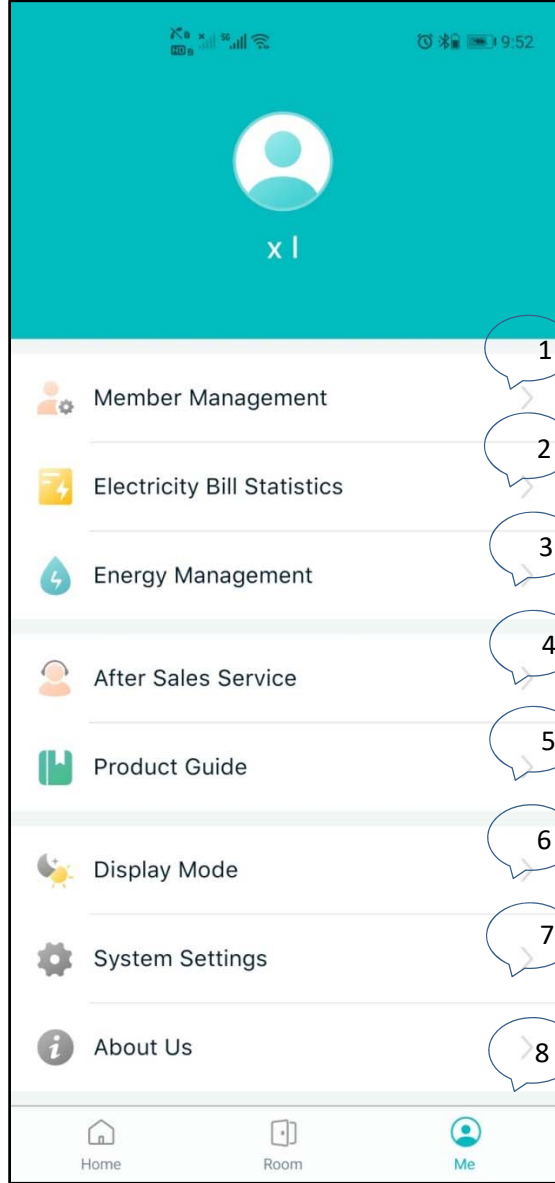 9:52
x l
1
Member Management
2
Electricity Bill Statistics
3
Energy Management
4
After Sales Service
5
Product Guide
6
Display Mode
7
System Settings
8
About Us
Home
Room
Me